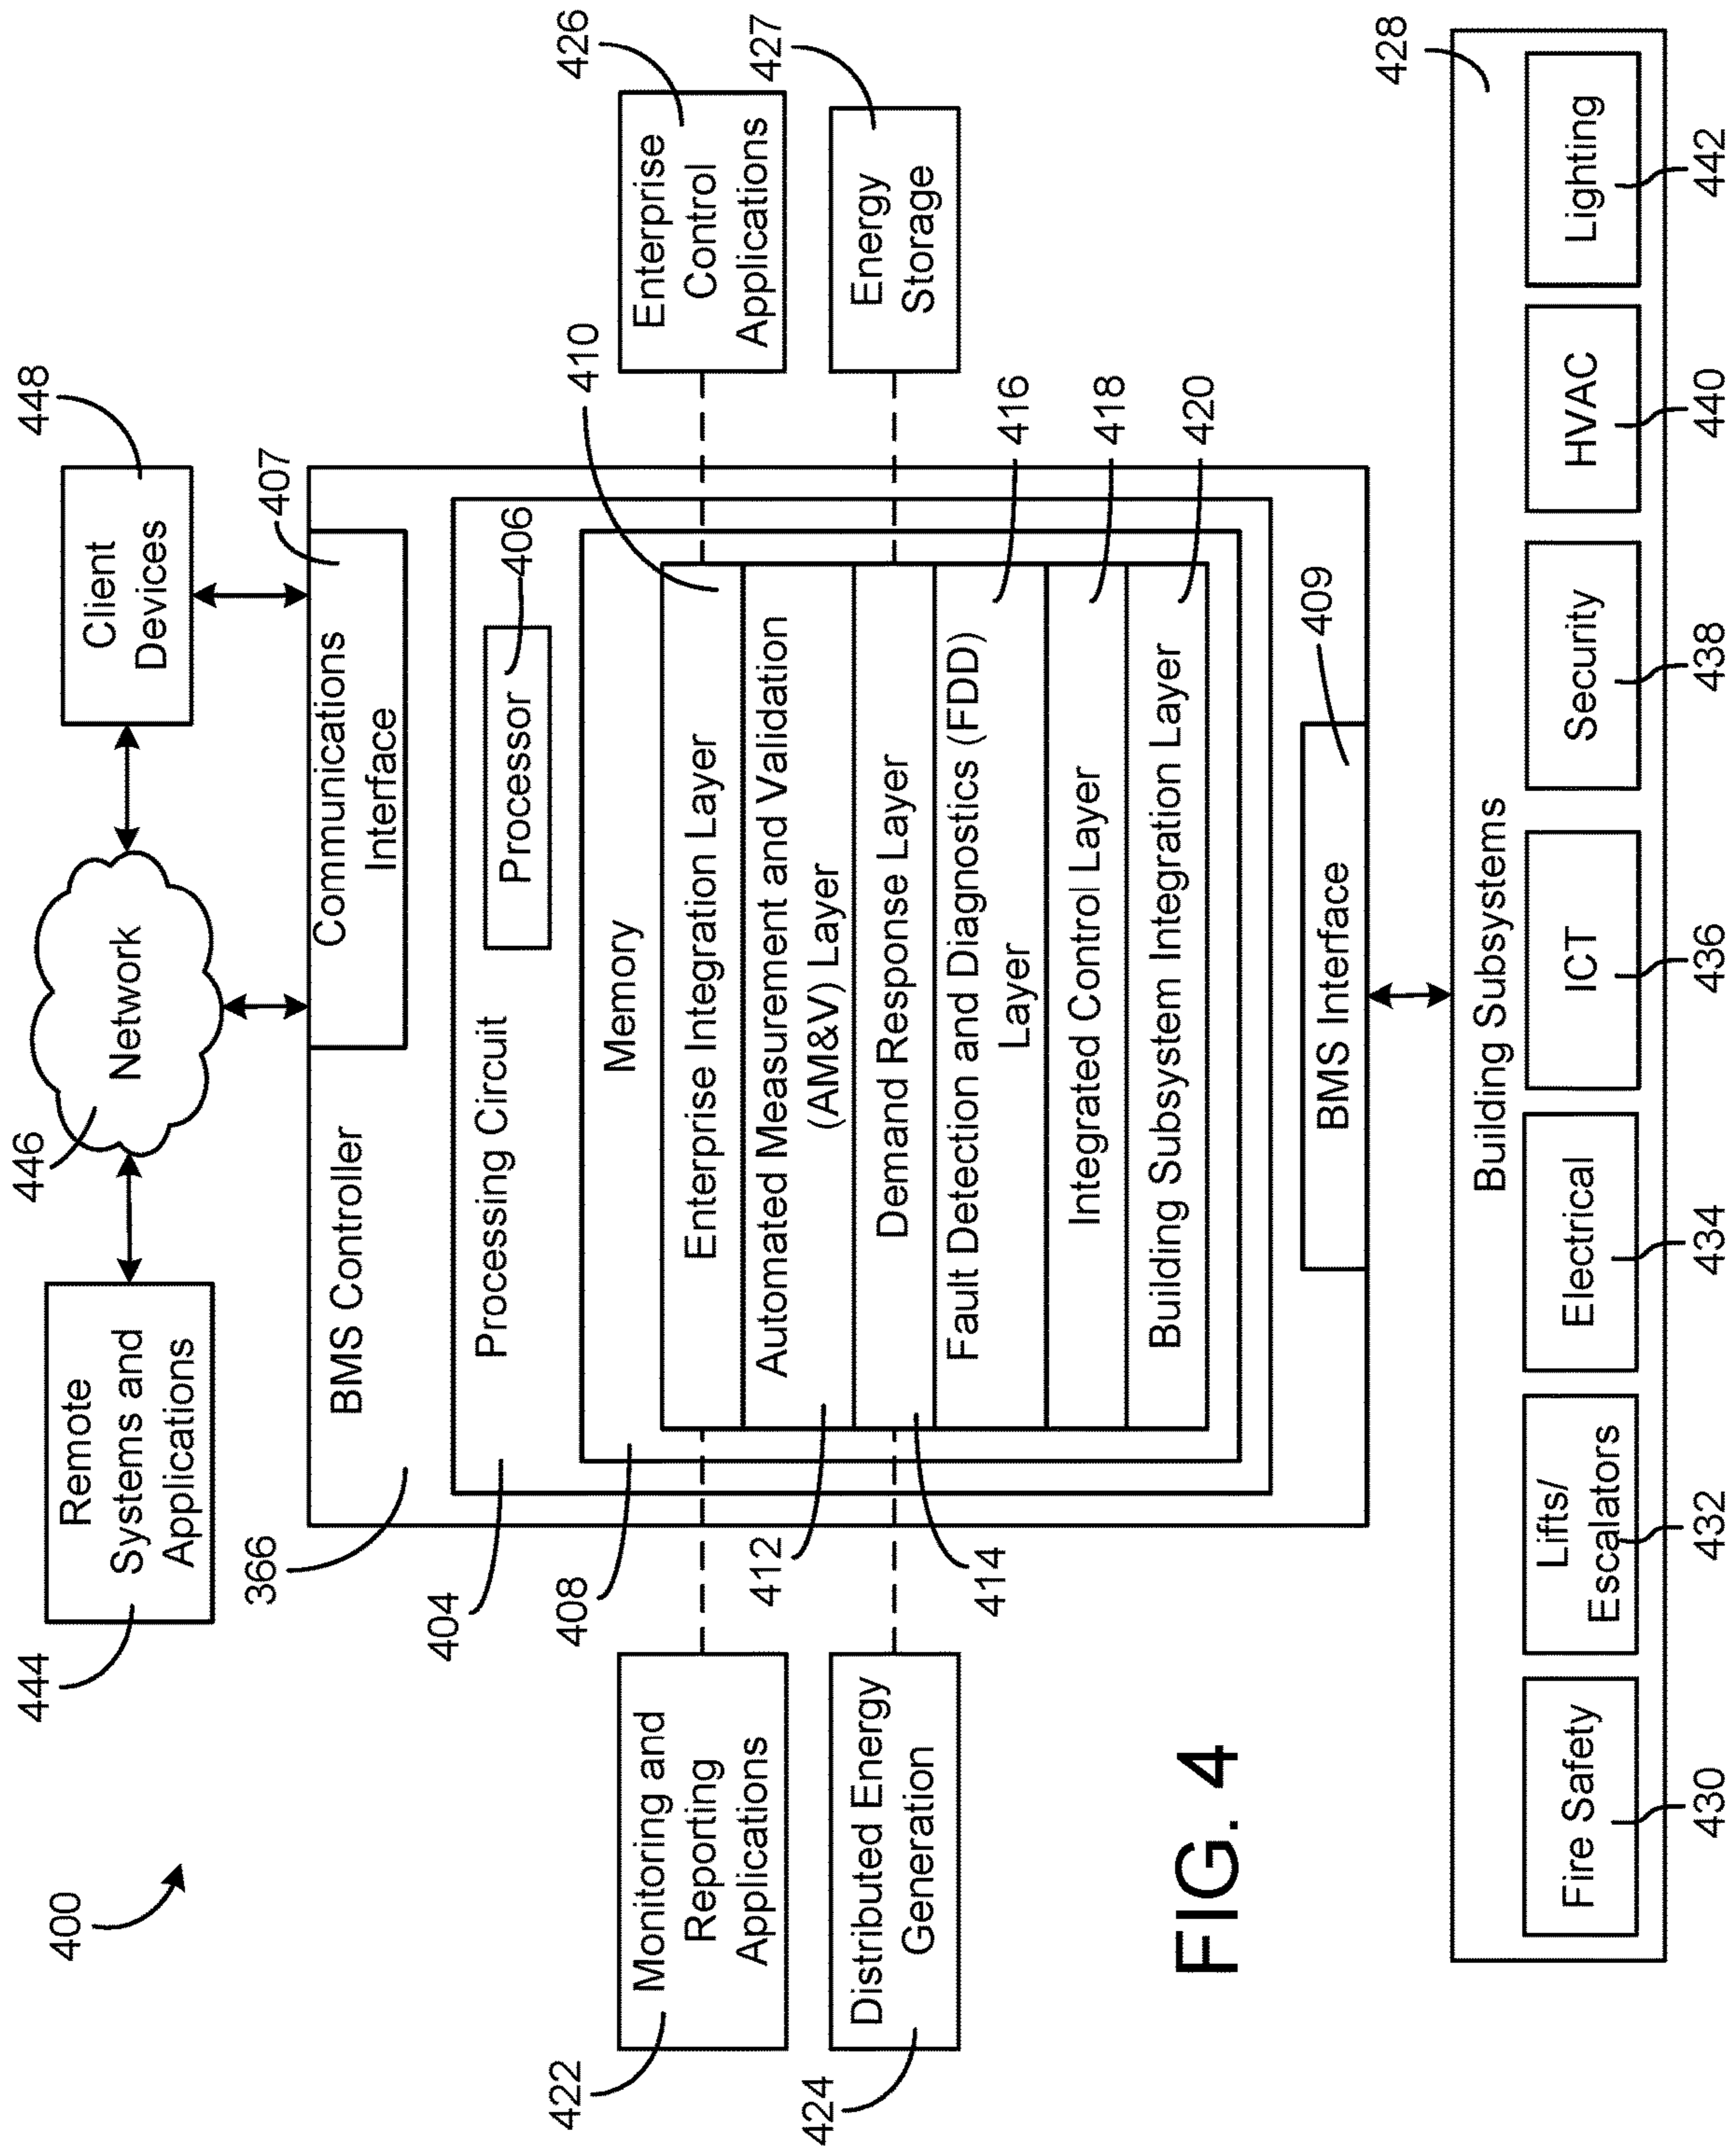 400
444
Remote
Systems and
Applications
446
Network
448
Client
Devices
366
BMS Controller
407
Communications
Interface
404
Processing Circuit
Processor
406
408
Memory
410
Enterprise Integration Layer
Automated Measurement and Validation
(AM&V) Layer
412
Demand Response Layer
414
Fault Detection and Diagnostics (FDD)
Layer
416
Integrated Control Layer
418
Building Subsystem Integration Layer
420
BMS Interface
409
422
Monitoring and
Reporting
Applications
424
Distributed Energy
Generation
426
Enterprise
Control
Applications
427
Energy
Storage
FIG. 4
428
Building Subsystems
Fire Safety
Lifts/
Escalators
Electrical
ICT
Security
HVAC
Lighting
430
432
434
436
438
440
442